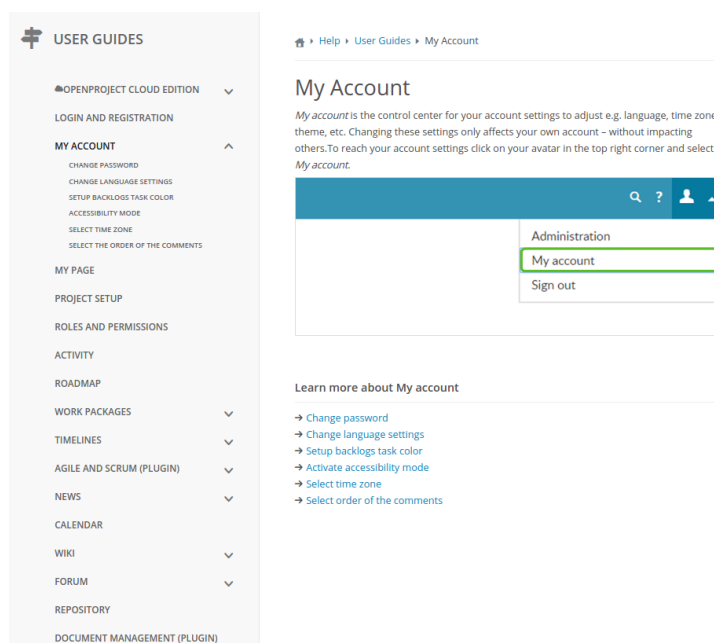 USER GUIDES
OPENPROJECT CLOUD EDITION
LOGIN AND REGISTRATION
MY ACCOUNT
CHANGE PASSWORD
CHANGE LANGUAGE SETTINGS
SETUP BACKLOGS TASK COLOR
ACCESSIBILITY MODE
SELECT TIME ZONE
SELECT THE ORDER OF THE COMMENTS
MY PAGE
PROJECT SETUP
ROLES AND PERMISSIONS
ACTIVITY
ROADMAP
WORK PACKAGES
TIMELINES
AGILE AND SCRUM (PLUGIN)
NEWS
CALENDAR
WIKI
FORUM
REPOSITORY
DOCUMENT MANAGEMENT (PLUGIN)
Help User Guides My Account
My Account
My account is the control center for your account settings to adjust e.g. language, time zone
theme, etc. Changing these settings only affects your own account – without impacting
others.To reach your account settings click on your avatar in the top right corner and select
My account.
?
Administration
My account
Sign out
Learn more about My account
→ Change password
→ Change language settings
→ Setup backlogs task color
→ Activate accessibility mode
→ Select time zone
→ Select order of the comments